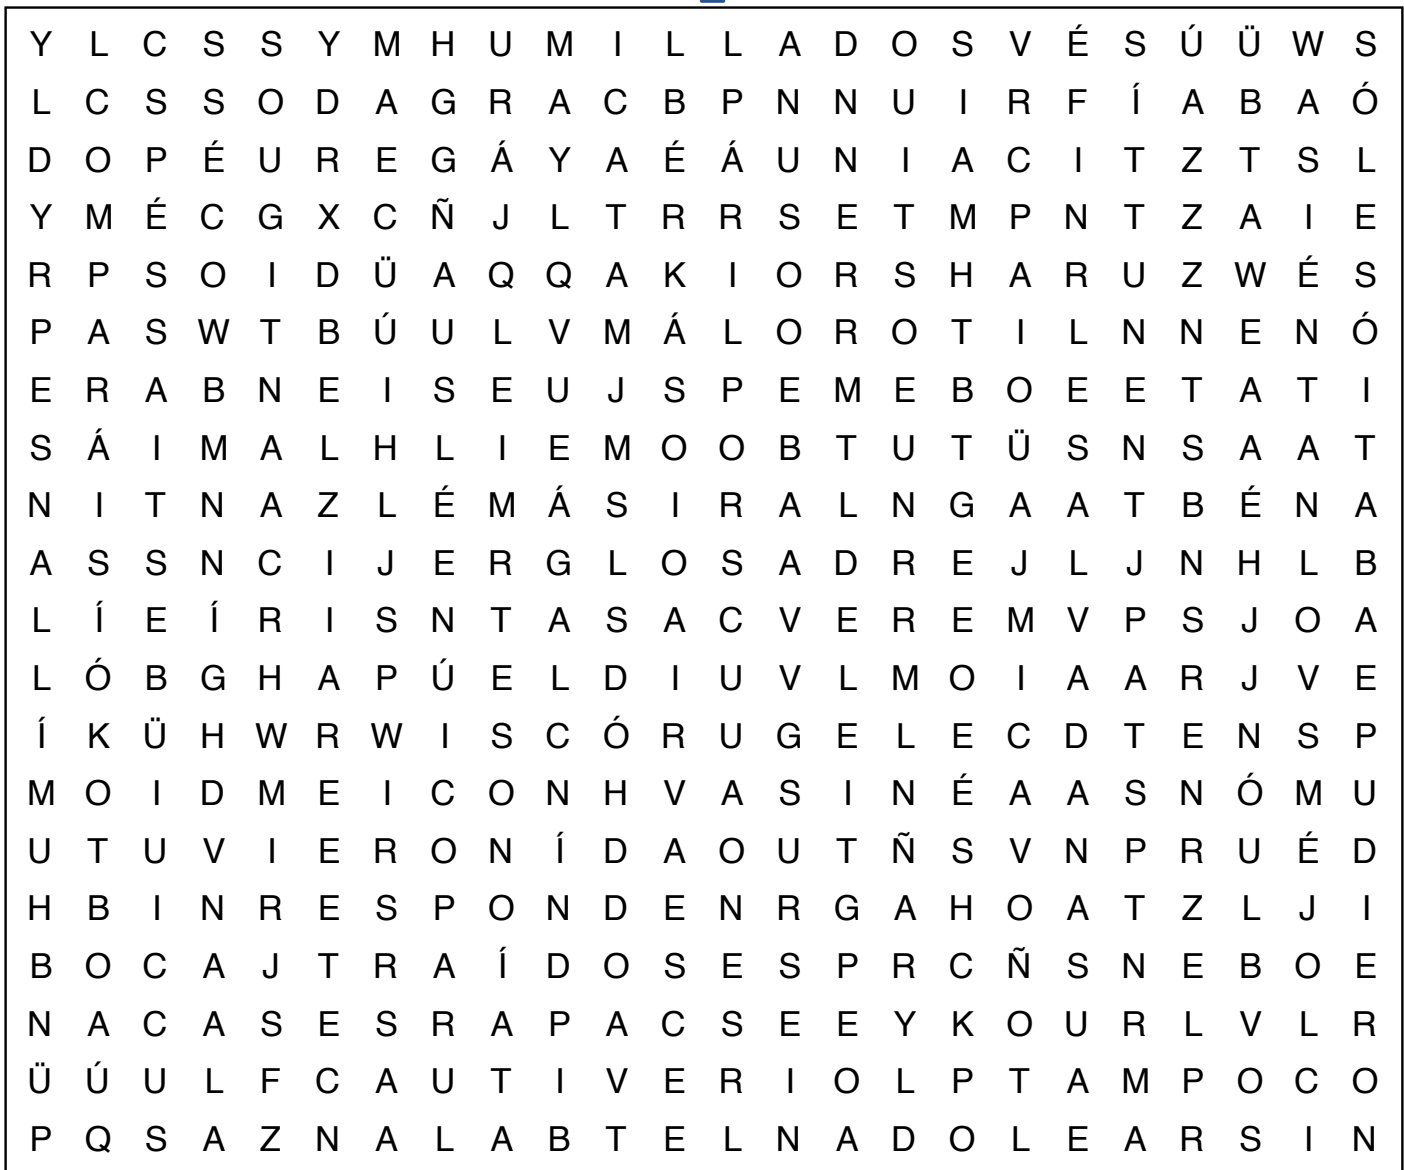 Y L C S S Y M H U M I L L A D O S V É S Ú Ü W S
L C S S O D A G R A C B P N N U I R F Í A B A Ó
D O P É U R E G Á Y A É Á U N I A C I T Z T S L
Y M É C G X C Ñ J L T R R S E T M P N T Z A I E
R P S O I D Ü A Q Q A K I O R S H A R U Z W É S
P A S W T B Ú U L V M Á L O R O T I L N N E N Ó
E R A B N E I S E U J S P E M E B O E E T A T I
S Á I M A L H L I E M O O B T U T Ü S N S A A T
N I T N A Z L É M Á S I R A L N G A A T B É N A
A S S N C I J E R G L O S A D R E J L J N H L B
L Í E Í R I S N T A S A C V E R E M V P S J O A
L Ó B G H A P Ú E L D I U V L M O I A A R J V E
Í K Ü H W R W I S C Ó R U G E L E C D T E N S P
M O I D M E I C O N H V A S I N É A A S N Ó M U
U T U V I E R O N Í D A O U T Ñ S V N P R U É D
H B I N R E S P O N D E N R G A H O A T Z L J I
B O C A J T R A Í D O S E S P R C Ñ S N E B O E
N A C A S E S R A P A C S E E Y K O U R L V L R
Ü Ú U L F C A U T I V E R I O L P T A M P O C O
P Q S A Z N A L A B T E L N A D O L E A R S I N